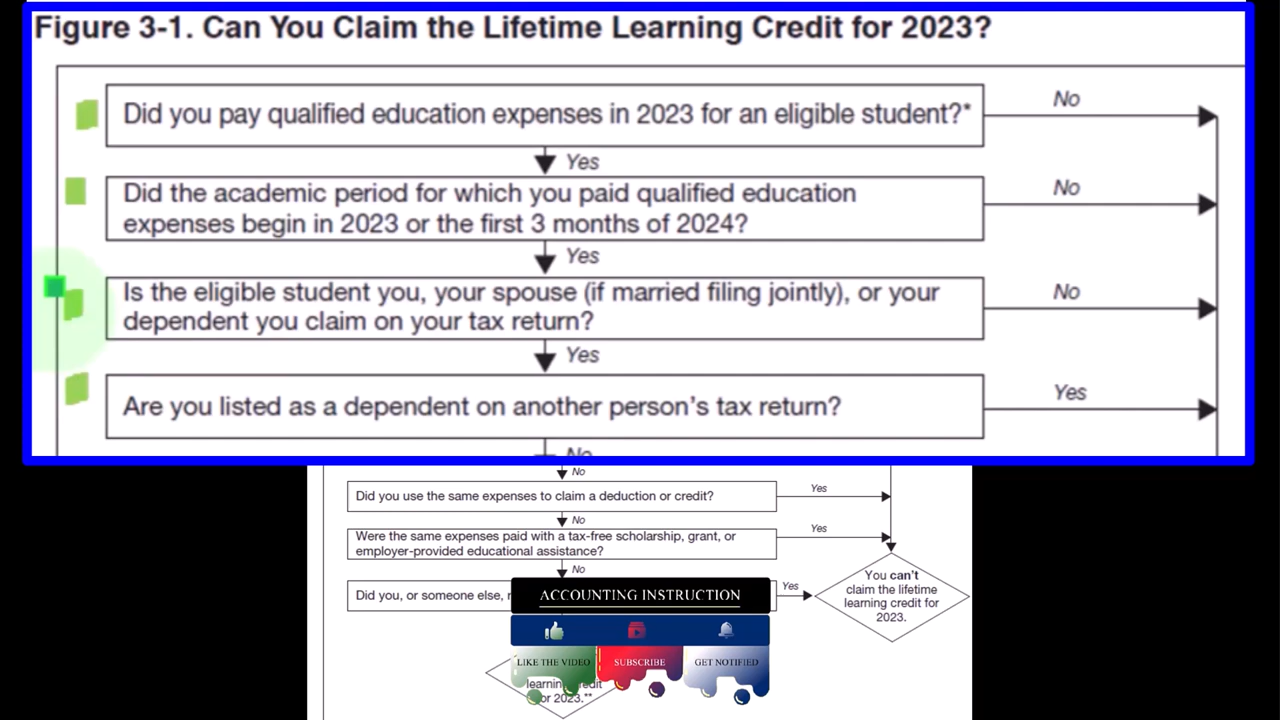 Figure 3-1. Can You Claim the Lifetime Learning Credit for 2023?
Did you pay qualified education expenses in 2023 for an eligible student?*
No
Yes
Did the academic period for which you paid qualified education
expenses begin in 2023 or the first 3 months of 2024?
No
Yes
Is the eligible student you, your spouse (if married filing jointly), or your
dependent you claim on your tax return?
No
Yes
Are you listed as a dependent on another person's tax return?
Yes
No
No
Did you use the same expenses to claim a deduction or credit?
Yes
No
Were the same expenses paid with a tax-free scholarship, grant, or
employer-provided educational assistance?
Yes
No
Did you, or someone else,
Yes
You can't
claim the lifetime
learning credit for
2023.
ACCOUNTING INSTRUCTION
LIKE THE VIDEO
SUBSCRIBE
GET NOTIFIED
for 2023.**